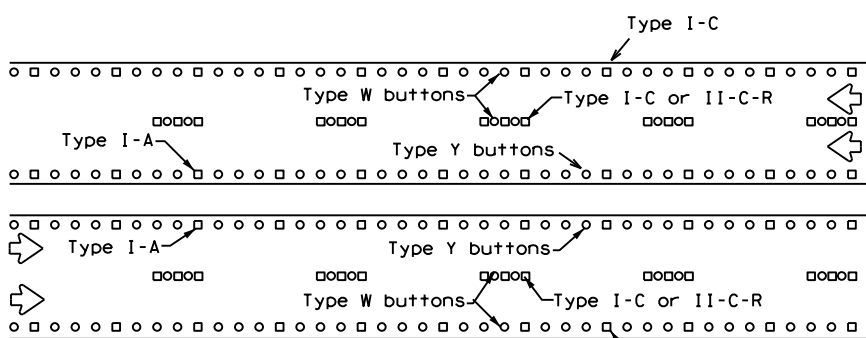 Type I-C
Type W buttons
Type I-C or II-C-R
Type I-A
Type Y buttons
Type I-A
Type Y buttons
Type W buttons
Type I-C or II-C-R